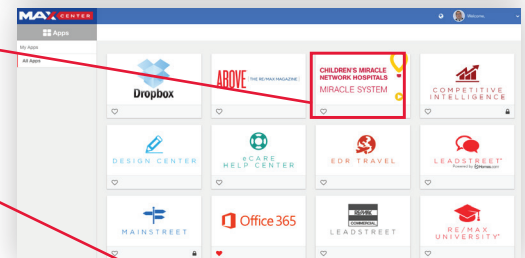 MAX CENTER
Welcome,
Apps
My Apps
All Apps
Dropbox
ABOVE THE RE/MAX MAGAZINE
CHILDREN'S MIRACLE
NETWORK HOSPITALS
MIRACLE SYSTEM
COMPETITIVE
INTELLIGENCE
DESIGN CENTER
eCARE
HELP CENTER
EDR TRAVEL
LEADSTREET
Powered by Homes.com
MAINSTREET
Office 365
RE/MAX
COMMERCIAL
LEADSTREET
RE/MAX
UNIVERSITY